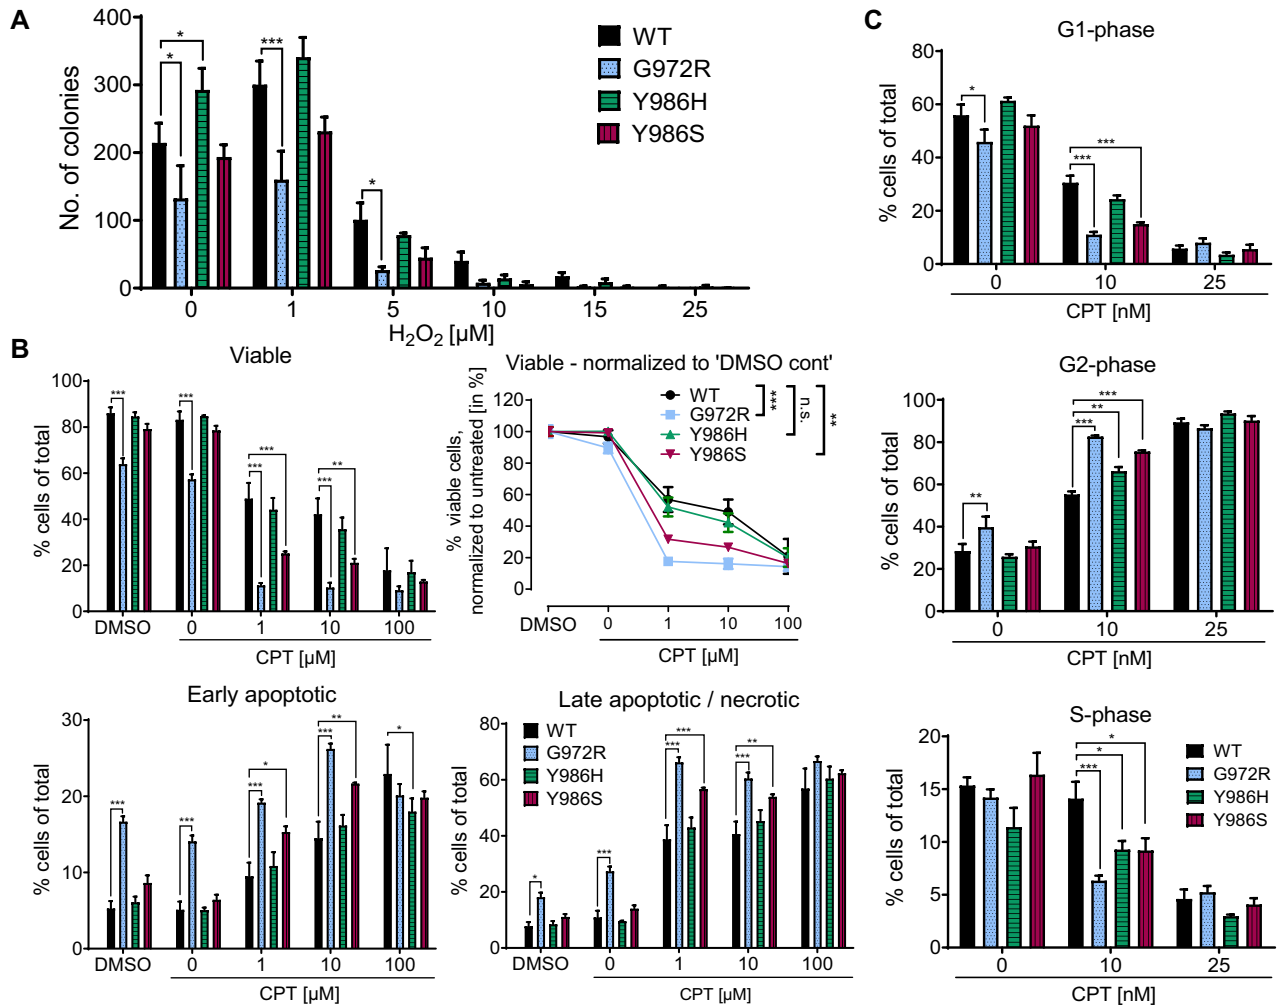 A
400
300
200
100
0
No. of colonies
*
*
***
*
WT
G972R
Y986H
Y986S
0 1 5 10 15 25
H₂O₂ [µM]
B
Viable
100
80
60
40
20
0
% cells of total
***
***
***
***
**
***
DMSO 0 1 10 100
CPT [µM]
Viable - normalized to 'DMSO cont'
120
100
80
60
40
20
0
% viable cells,
normalized to untreated [in %]
WT
G972R
Y986H
Y986S
***
n.s.
**
DMSO 0 1 10 100
CPT [µM]
Early apoptotic
30
20
10
0
% cells of total
***
***
*
***
**
***
*
DMSO 0 1 10 100
CPT [µM]
Late apoptotic / necrotic
80
60
40
20
0
% cells of total
WT
G972R
Y986H
Y986S
*
***
***
***
**
***
DMSO 0 1 10 100
CPT [µM]
C
G1-phase
80
60
40
20
0
% cells of total
*
***
***
0 10 25
CPT [nM]
G2-phase
100
80
60
40
20
0
% cells of total
**
***
**
***
0 10 25
CPT [nM]
S-phase
20
15
10
5
0
% cells of total
*
*
***
WT
G972R
Y986H
Y986S
0 10 25
CPT [nM]